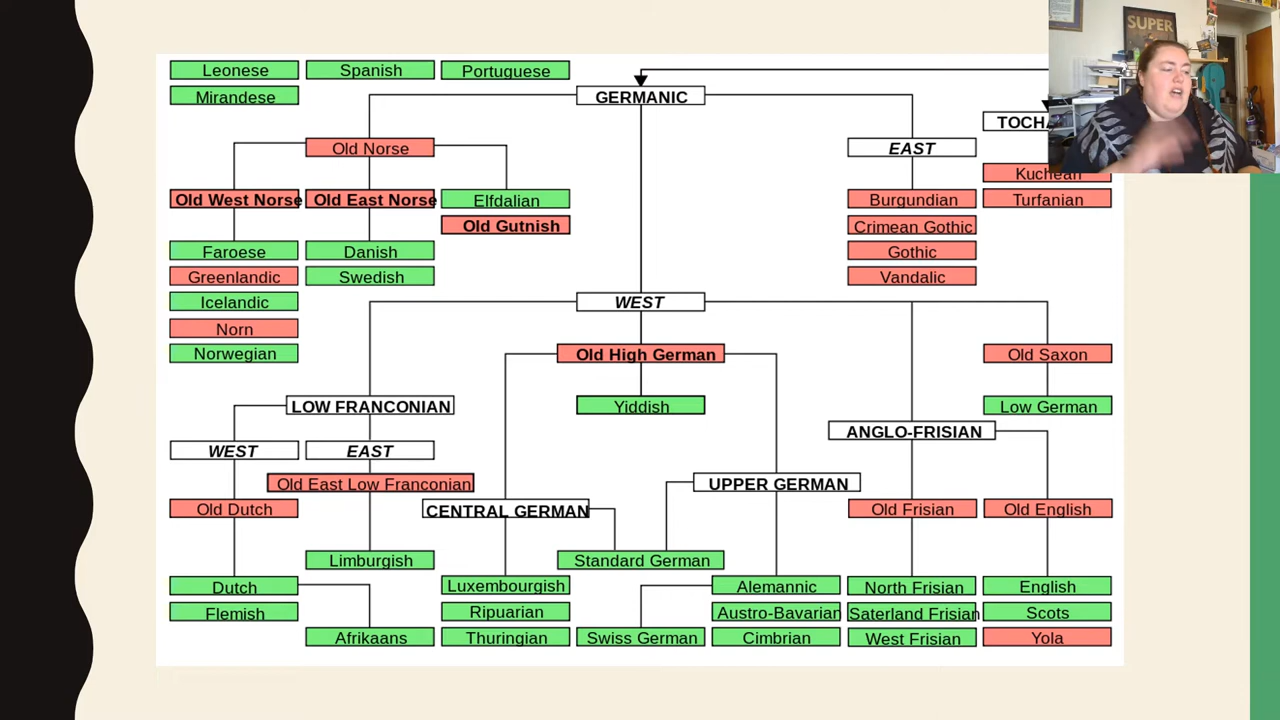 Leonese Spanish Portuguese
SUPER
Mirandese GERMANIC
TOCHA
Old Norse EAST
Kuchean
Old West Norse Old East Norse Elfdalian Burgundian Turfanian
Old Gutnish Crimean Gothic
Faroese Danish Gothic
Greenlandic Swedish Vandalic
Icelandic WEST
Norn
Norwegian Old High German Old Saxon
LOW FRANCONIAN Yiddish Low German
ANGLO-FRISIAN
WEST EAST
Old East Low Franconian UPPER GERMAN
Old Dutch CENTRAL GERMAN Old Frisian Old English
Limburgish Standard German
Dutch Luxembourgish Alemannic North Frisian English
Flemish Ripuarian Austro-Bavarian Saterland Frisian Scots
Afrikaans Thuringian Swiss German Cimbrian West Frisian Yola